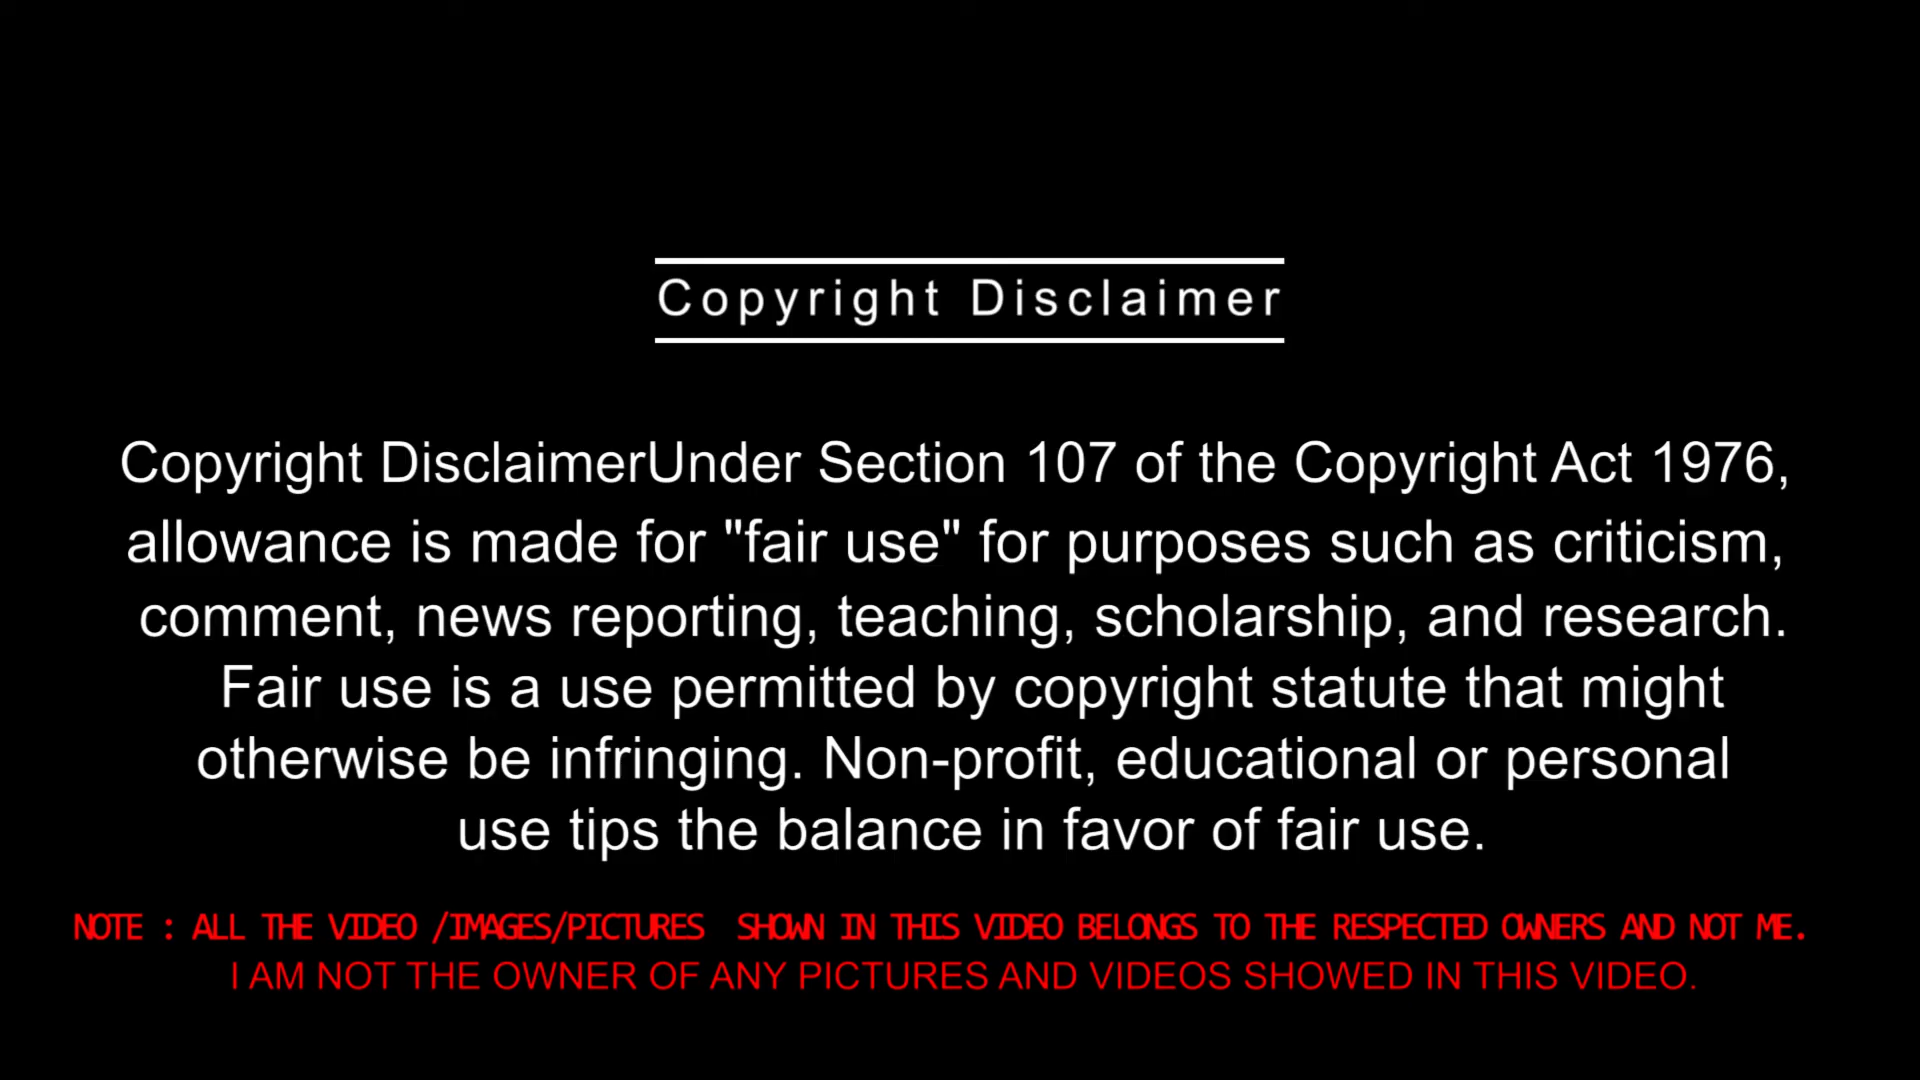 Copyright Disclaimer
Copyright DisclaimerUnder Section 107 of the Copyright Act 1976,
allowance is made for "fair use" for purposes such as criticism,
comment, news reporting, teaching, scholarship, and research.
Fair use is a use permitted by copyright statute that might
otherwise be infringing. Non-profit, educational or personal
use tips the balance in favor of fair use.
NOTE : ALL THE VIDEO /IMAGES/PICTURES SHOWN IN THIS VIDEO BELONGS TO THE RESPECTED OWNERS AND NOT ME.
I AM NOT THE OWNER OF ANY PICTURES AND VIDEOS SHOWED IN THIS VIDEO.